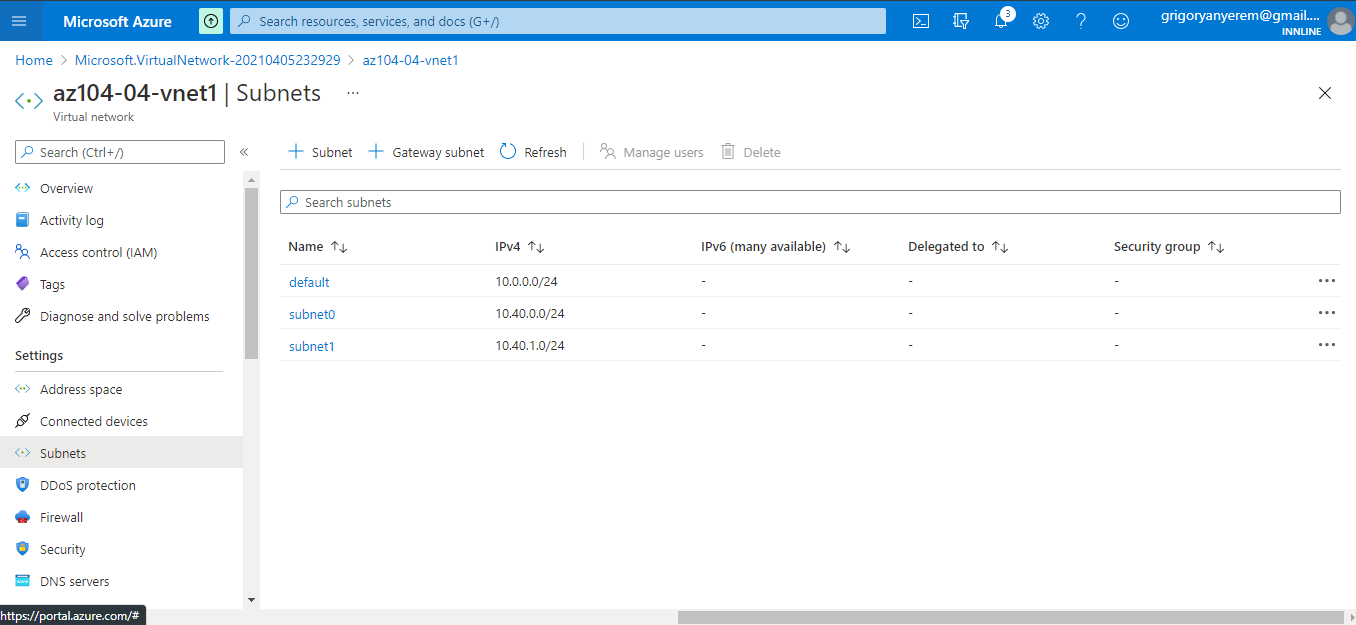 Microsoft Azure
Search resources, services, and docs (G+/)
3
grigoryanyerem@gmail....
INNLINE
Home > Microsoft.VirtualNetwork-20210405232929 > az104-04-vnet1
az104-04-vnet1 | Subnets ...
Virtual network
Search (Ctrl+/)
«
Overview
Activity log
Access control (IAM)
Tags
Diagnose and solve problems
Settings
Address space
Connected devices
Subnets
DDoS protection
Firewall
Security
DNS servers
https://portal.azure.com/#
+ Subnet + Gateway subnet Refresh Manage users Delete
Search subnets
Name ↑↓ IPv4 ↑↓ IPv6 (many available) ↑↓ Delegated to ↑↓ Security group ↑↓
default 10.0.0.0/24 - - - ...
subnet0 10.40.0.0/24 - - - ...
subnet1 10.40.1.0/24 - - - ...